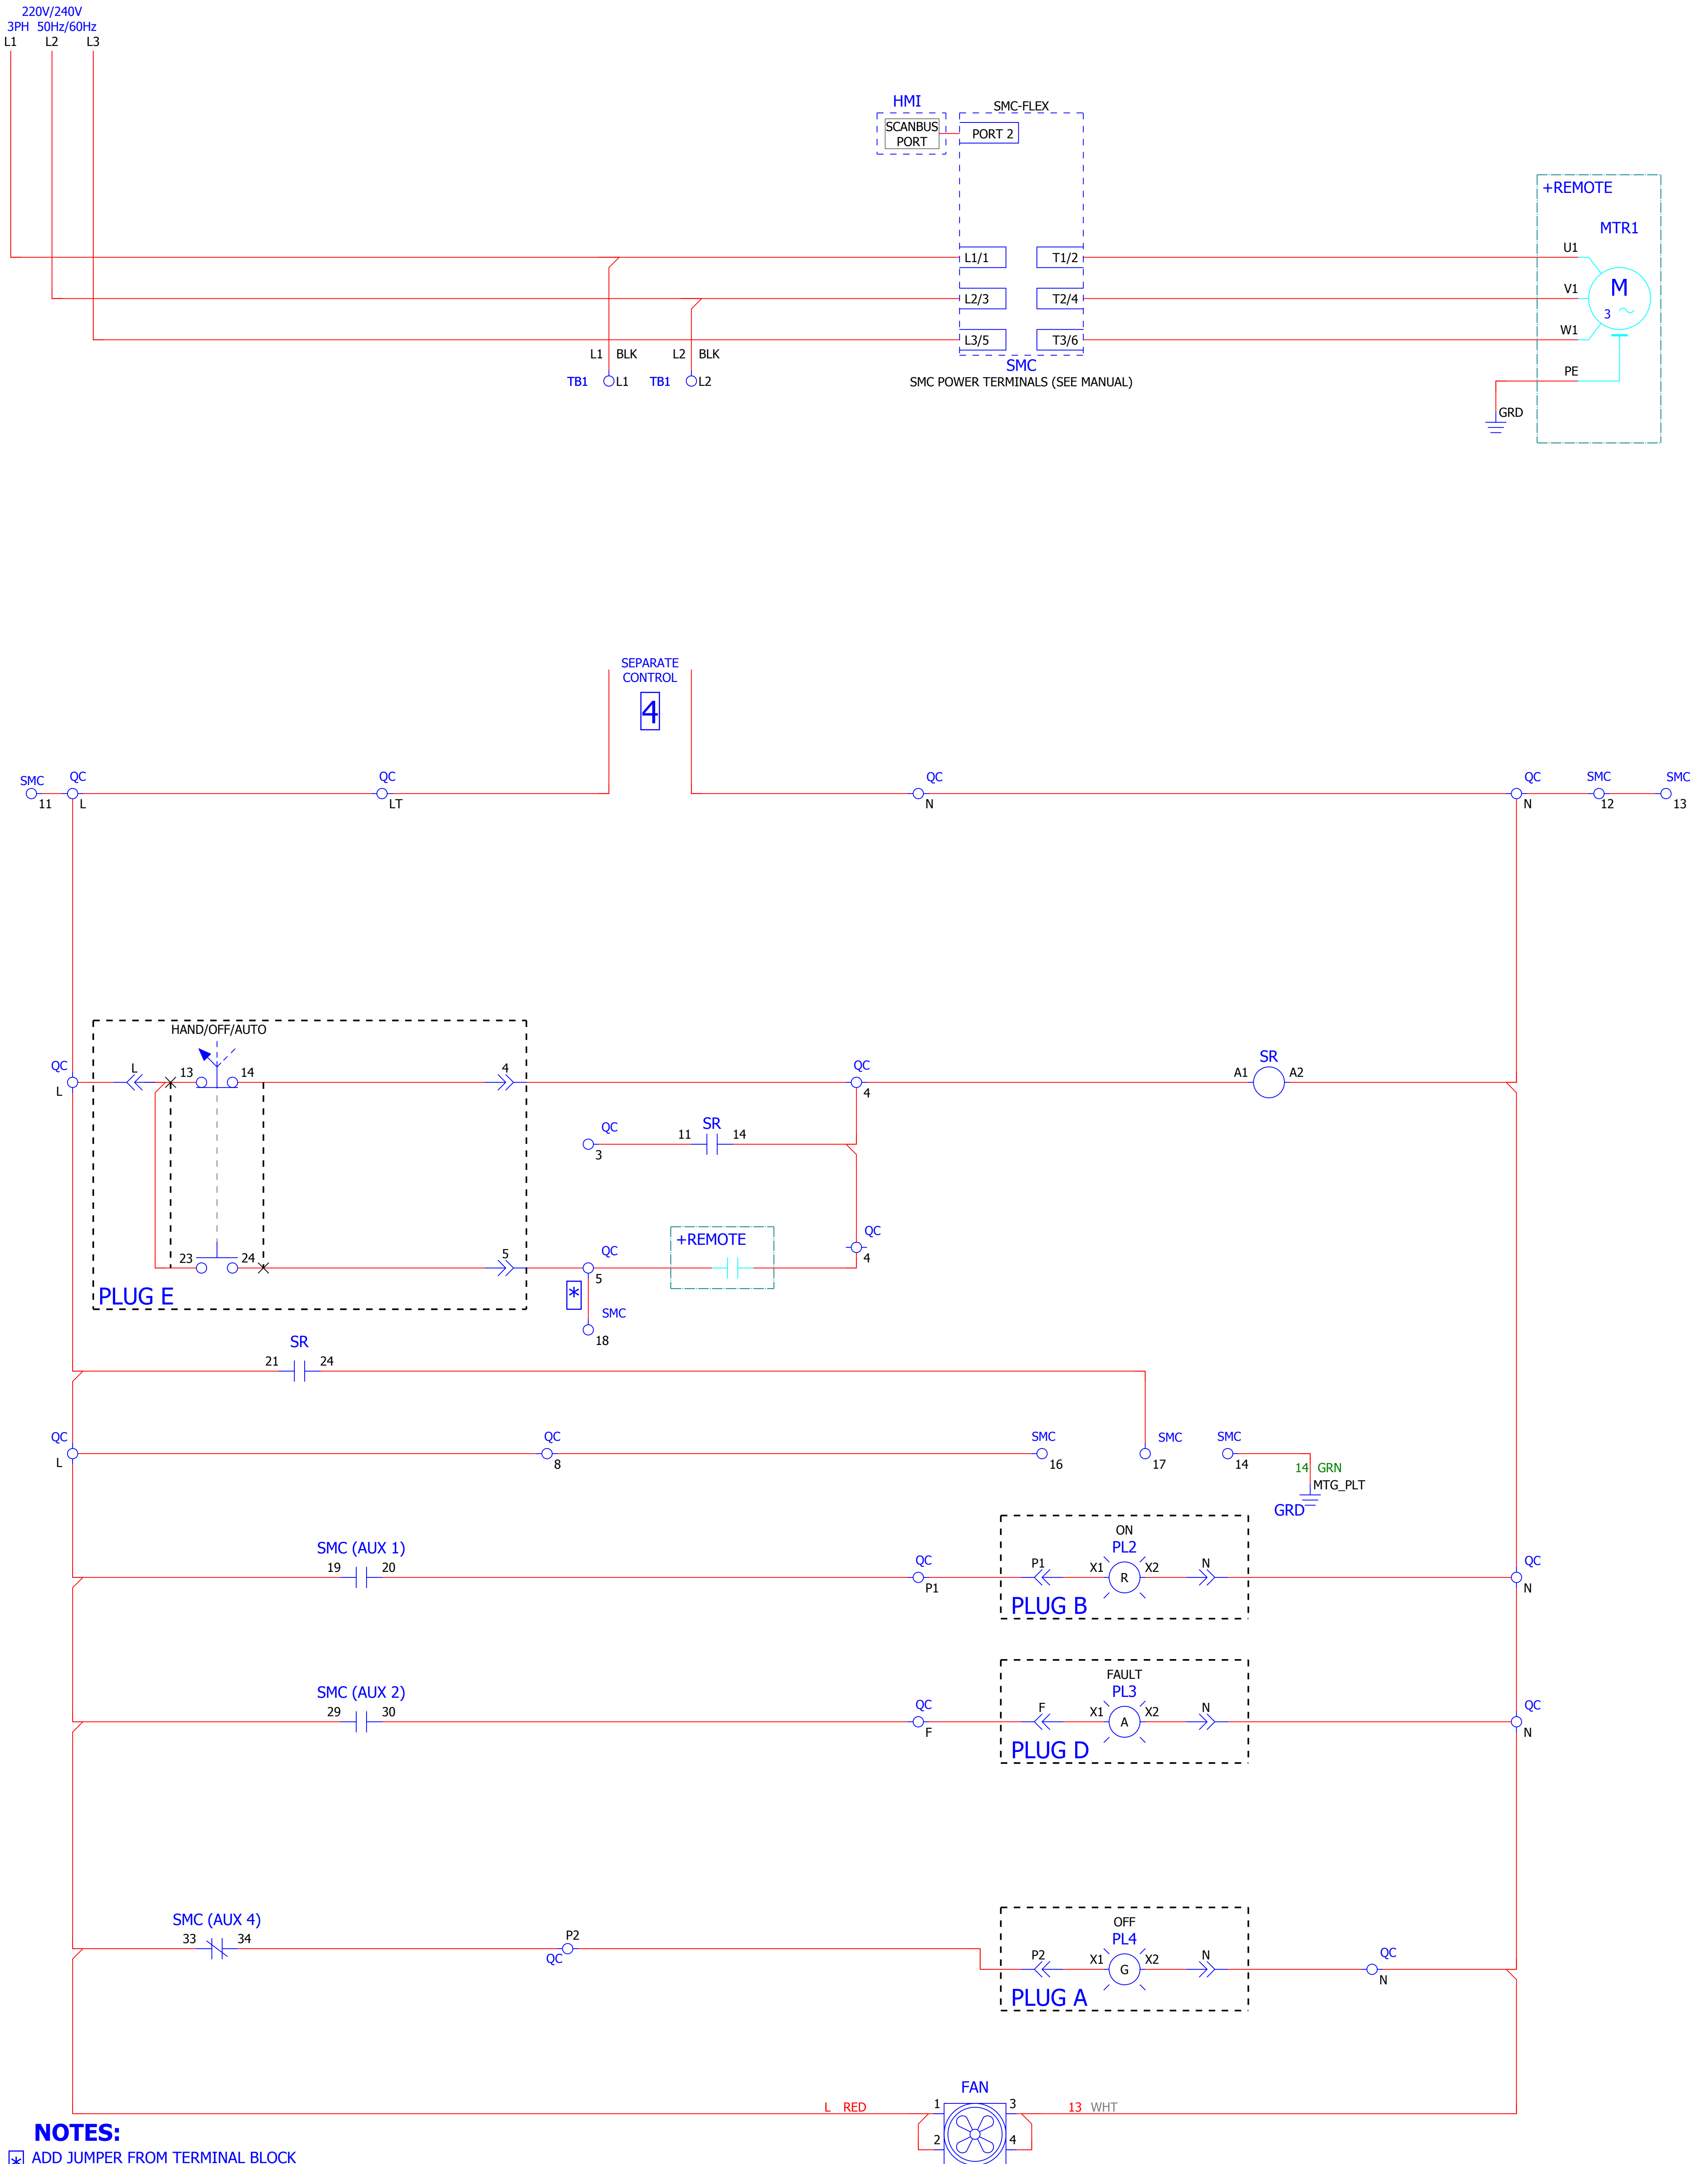 220V/240V
3PH 50Hz/60Hz
L1 L2 L3
HMI
SCANBUS
PORT
SMC-FLEX
PORT 2
L1/1 T1/2
L2/3 T2/4
L3/5 T3/6
SMC
SMC POWER TERMINALS (SEE MANUAL)
+REMOTE
MTR1
U1
V1
W1
PE
M
3
GRD
L1 BLK L2 BLK
TB1 L1 TB1 L2
SEPARATE
CONTROL
4
SMC QC QC QC QC SMC SMC
11 L LT N N 12 13
HAND/OFF/AUTO
QC L 13 14 4 QC SR
L 4 A1 A2
QC SR
3 11 14
QC
4
23 24 5 QC +REMOTE
5
PLUG E
*
SMC
18
SR
21 24
QC QC SMC SMC SMC
L 8 16 17 14
14 GRN
MTG_PLT
GRD
SMC (AUX 1)
19 20
QC
P1
ON
PL2
P1 X1 R X2 N
PLUG B
QC
N
SMC (AUX 2)
29 30
QC
F
FAULT
PL3
F X1 A X2 N
PLUG D
QC
N
SMC (AUX 4)
33 34
P2
QC
OFF
PL4
P2 X1 G X2 N
PLUG A
QC
N
FAN
L RED 1 3 13 WHT
2 4
NOTES:
* ADD JUMPER FROM TERMINAL BLOCK